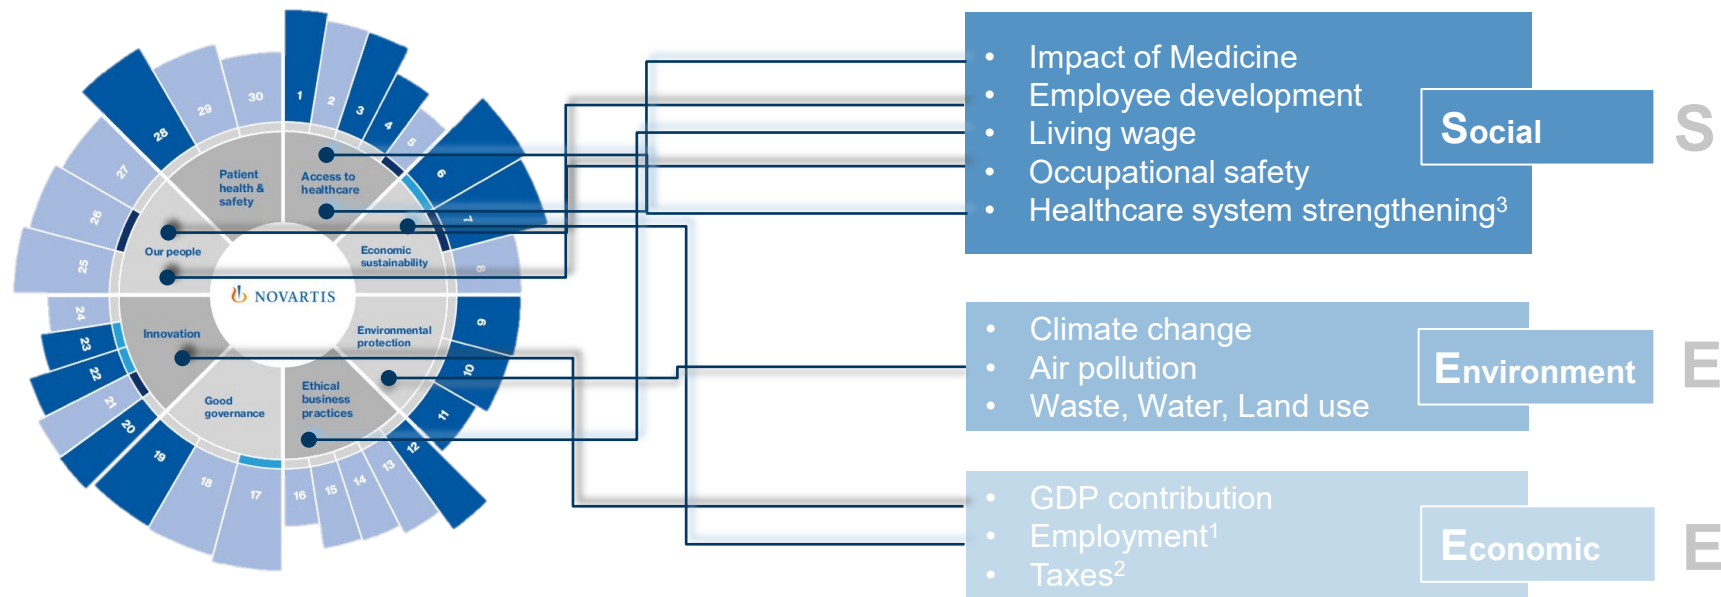 1
2
3
4
5
6
7
8
9
10
11
12
13
14
15
16
17
18
19
20
21
22
23
24
25
26
27
28
29
30
Patient
health &
safety
Access to
healthcare
Our people
Economic
sustainability
NOVARTIS
Innovation
Environmental
protection
Good
governance
Ethical
business
practices
• Impact of Medicine
• Employee development
• Living wage
• Occupational safety
• Healthcare system strengthening³
Social
S
• Climate change
• Air pollution
• Waste, Water, Land use
Environment
E
• GDP contribution
• Employment¹
• Taxes²
Economic
E